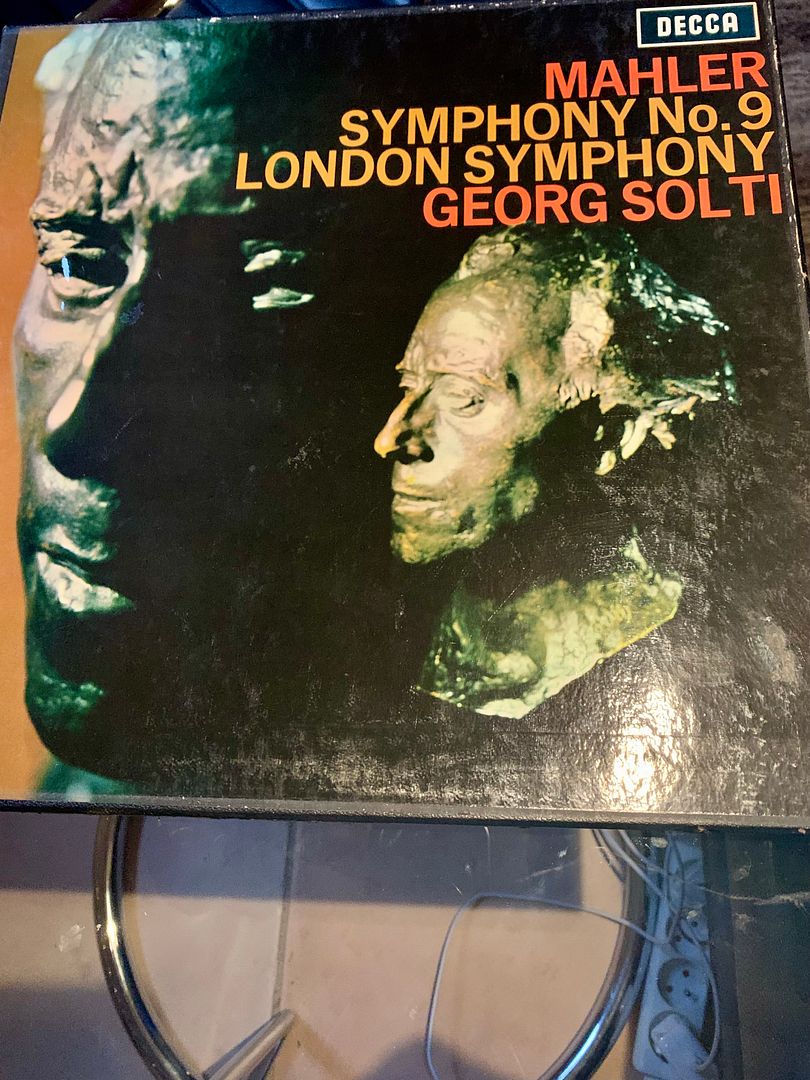 DECCA
MAHLER
SYMPHONY No. 9
LONDON SYMPHONY
GEORG SOLTI